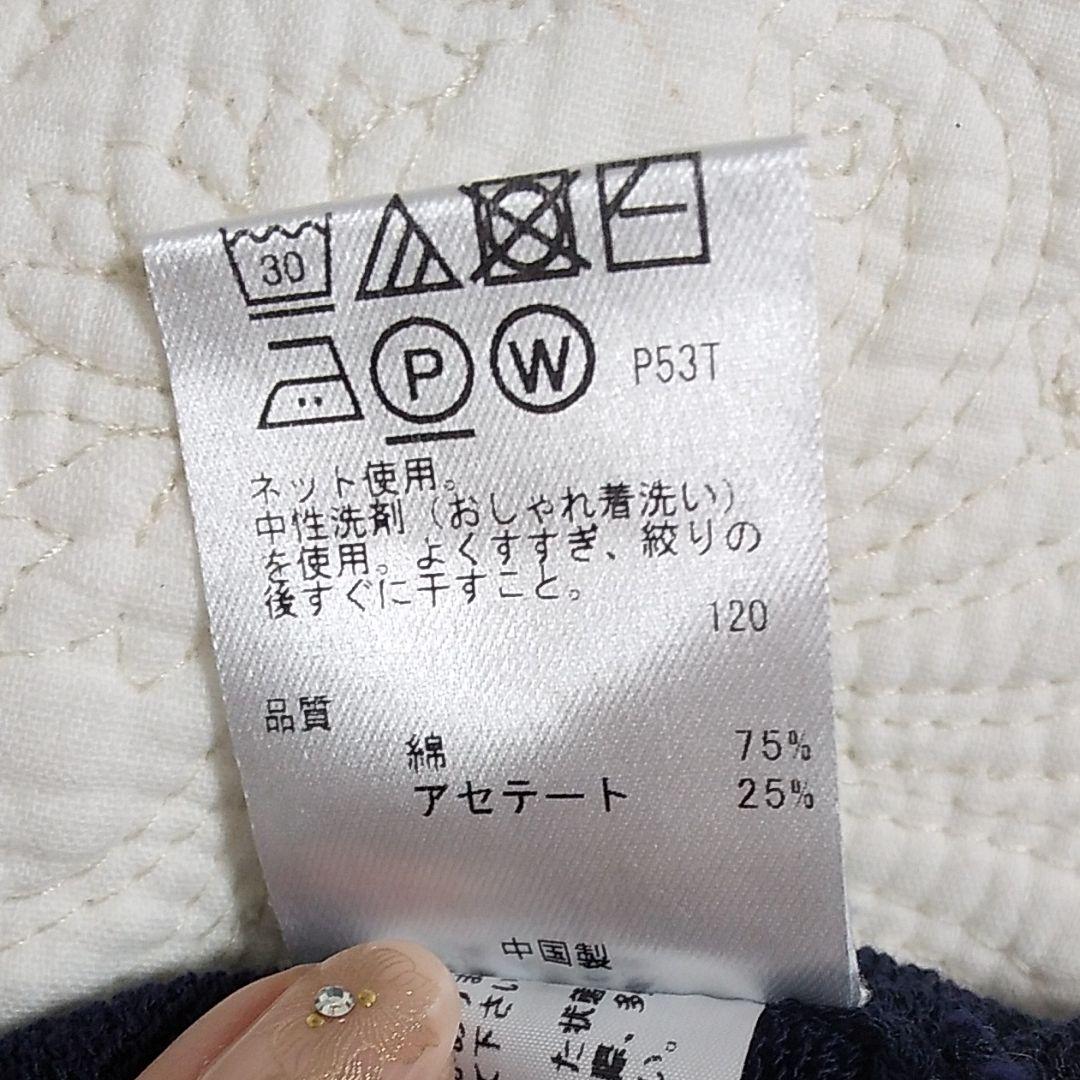 30
P W P53T
ネット使用。
中性洗剤(おしゃれ着洗い)
を使用。よくすすぎ、絞りの
後すぐに干すこと。
120
品質
綿 75%
アセテート 25%
中国製